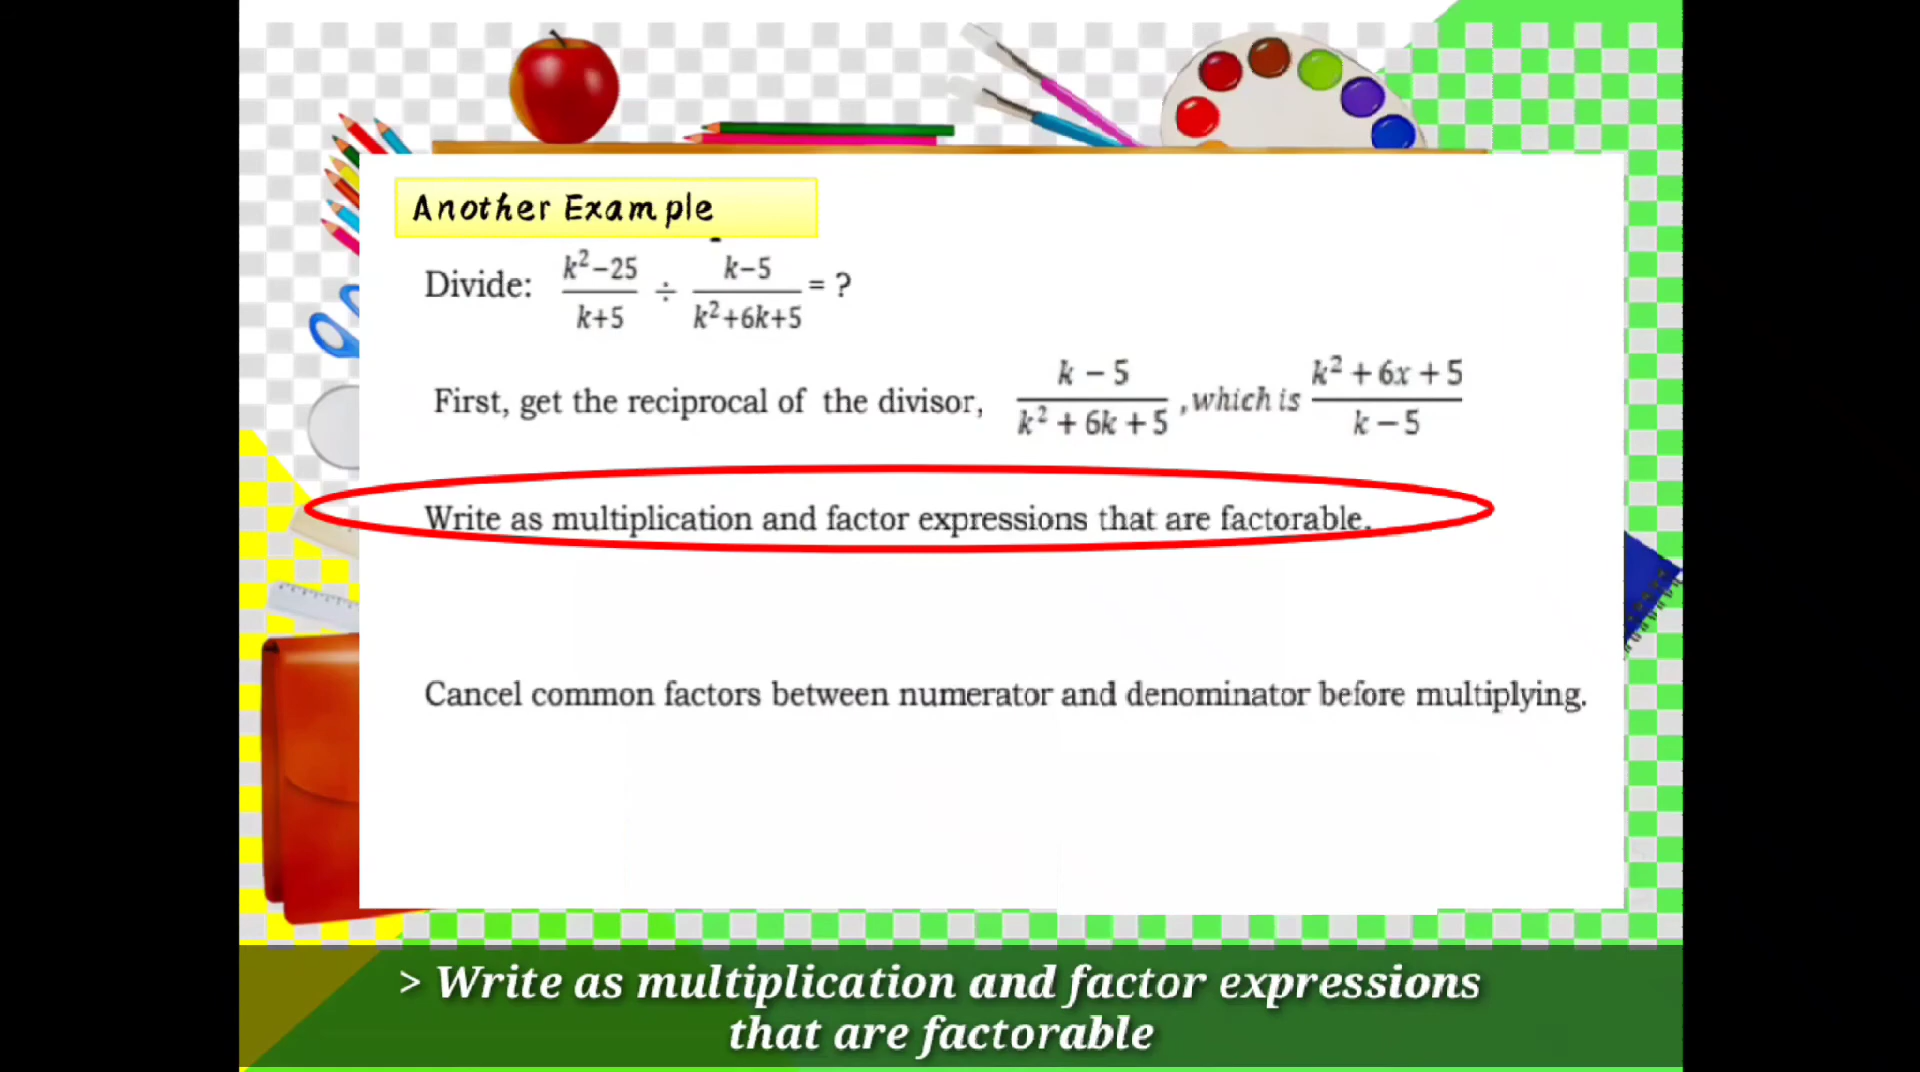 Another Example
Divide: k²−25/k+5 ÷ k−5/k²+6k+5 = ?
First, get the reciprocal of the divisor, k − 5/k² + 6k + 5 , which is k² + 6x + 5/k − 5
Write as multiplication and factor expressions that are factorable.
Cancel common factors between numerator and denominator before multiplying.
> Write as multiplication and factor expressions
that are factorable